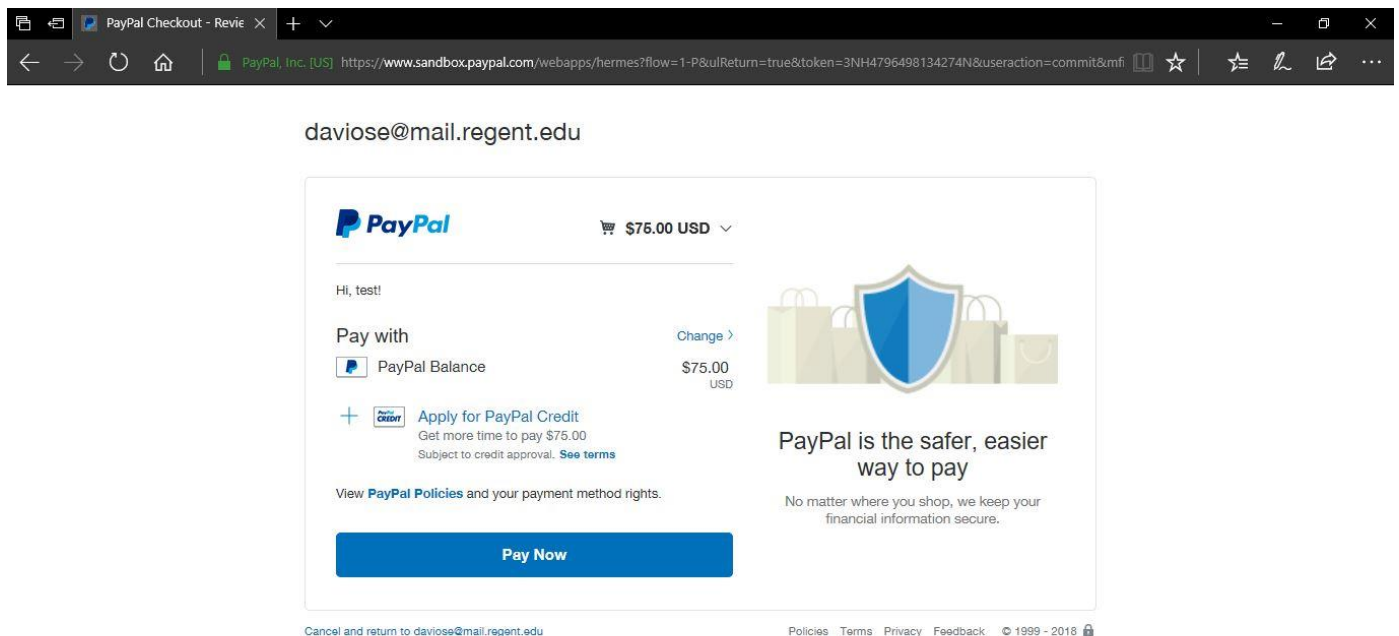 PayPal Checkout - Revie
PayPal, Inc. [US] https://www.sandbox.paypal.com/webapps/hermes?flow=1-P&ulReturn=true&token=3NH4796498134274N&useraction=commit&mfi
daviose@mail.regent.edu
PayPal
$75.00 USD
Hi, test!
Pay with
Change >
PayPal Balance
$75.00
USD
PayPal CREDIT
Apply for PayPal Credit
Get more time to pay $75.00
Subject to credit approval. See terms
View PayPal Policies and your payment method rights.
Pay Now
PayPal is the safer, easier
way to pay
No matter where you shop, we keep your
financial information secure.
Cancel and return to daviose@mail.regent.edu
Policies Terms Privacy Feedback © 1999 - 2018